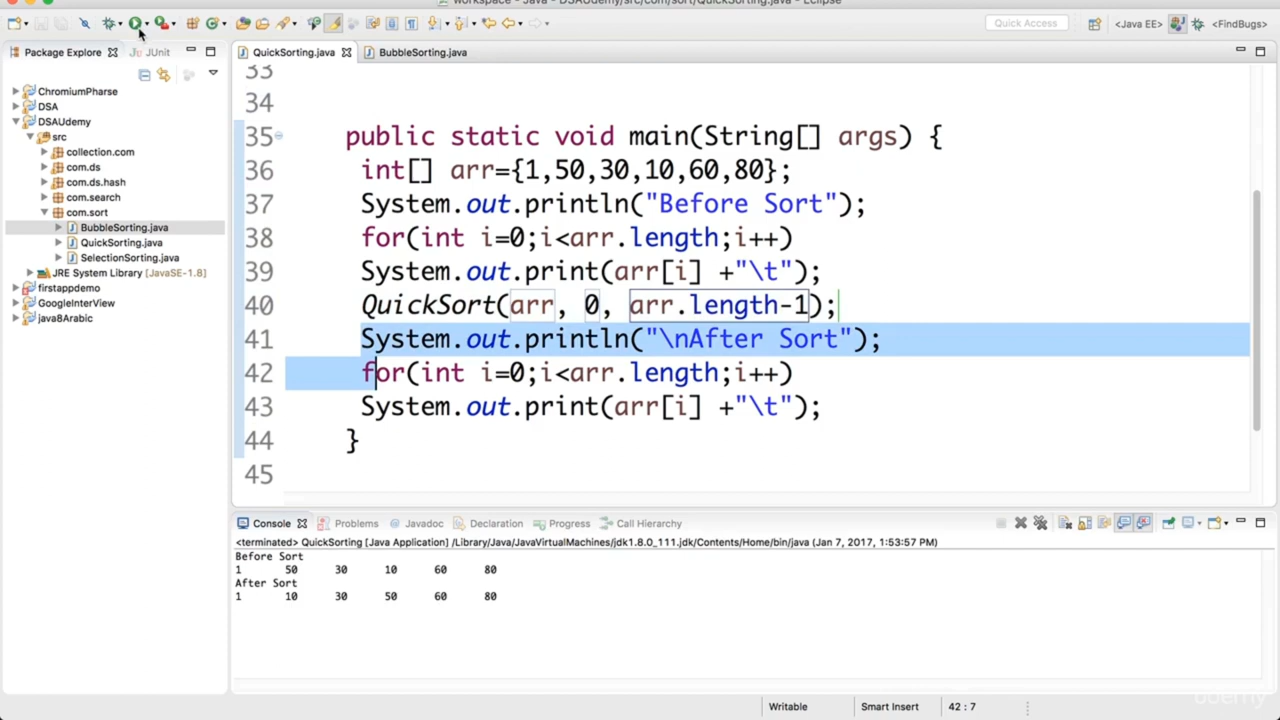 workspace - Java - DSAUdemy/src/com/sort/QuickSorting.java - Eclipse
Quick Access
<Java EE>
<FindBugs>
Package Explorer
JUnit
QuickSorting.java
BubbleSorting.java
ChromiumPharse
DSA
DSAUdemy
src
collection.com
com.ds
com.ds.hash
com.search
com.sort
BubbleSorting.java
QuickSorting.java
SelectionSorting.java
JRE System Library [JavaSE-1.8]
firstappdemo
GoogleInterView
java8Arabic
33
34
35 public static void main(String[] args) {
36 int[] arr={1,50,30,10,60,80};
37 System.out.println("Before Sort");
38 for(int i=0;i<arr.length;i++)
39 System.out.print(arr[i] +"\t");
40 QuickSort(arr, 0, arr.length-1);
41 System.out.println("\nAfter Sort");
42 for(int i=0;i<arr.length;i++)
43 System.out.print(arr[i] +"\t");
44 }
45
Console
Problems
Javadoc
Declaration
Progress
Call Hierarchy
<terminated> QuickSorting [Java Application] /Library/Java/JavaVirtualMachines/jdk1.8.0_111.jdk/Contents/Home/bin/java (Jan 7, 2017, 1:53:57 PM)
Before Sort
1 50 30 10 60 80
After Sort
1 10 30 50 60 80
Writable
Smart Insert
42 : 7
udemy